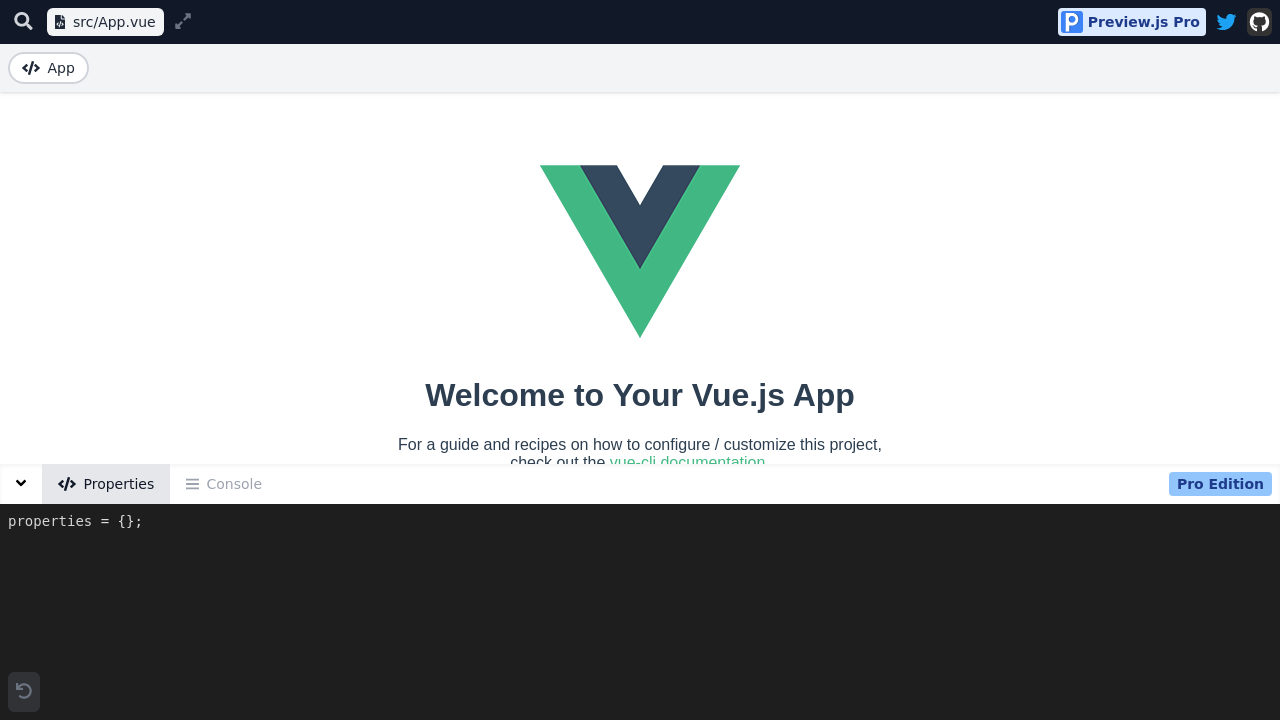 src/App.vue
Preview.js Pro
App
Welcome to Your Vue.js App
For a guide and recipes on how to configure / customize this project,
check out the vue-cli documentation
Properties
Console
Pro Edition
properties = {};